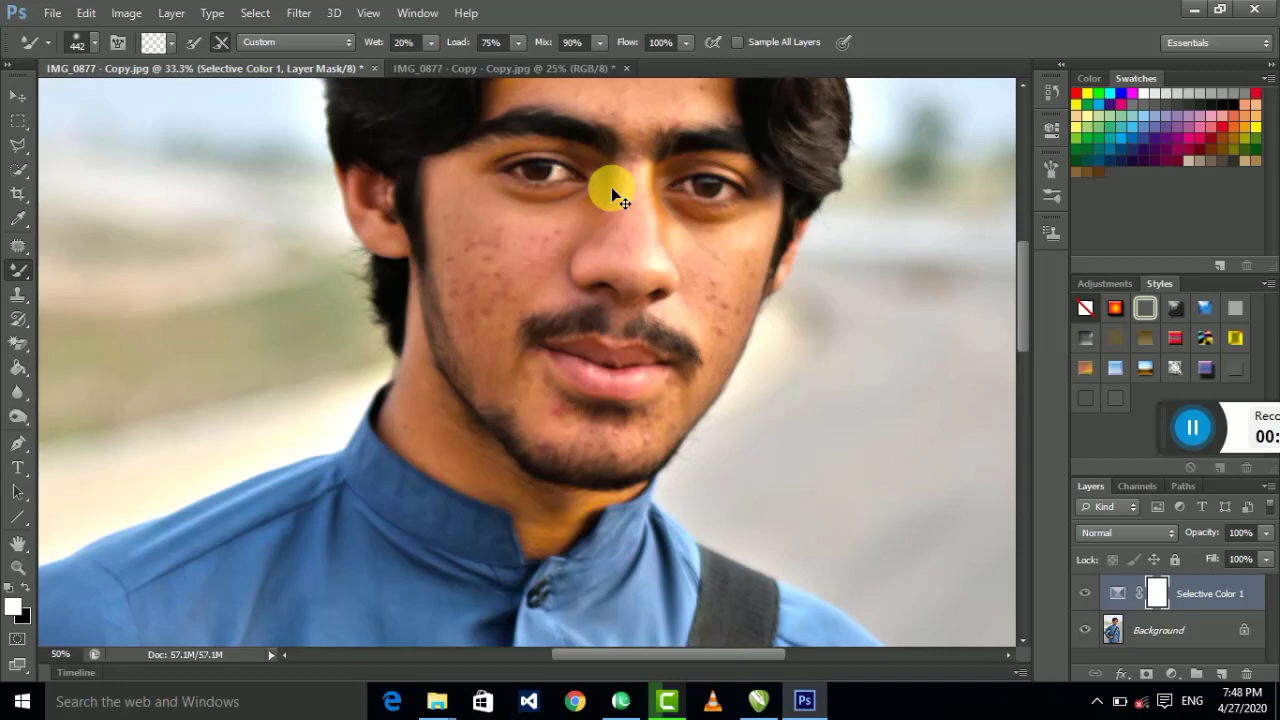 Ps File Edit Image Layer Type Select Filter 3D View Window Help
442 Custom Wet: 20% Load: 75% Mix: 90% Flow: 100% Sample All Layers Essentials
IMG_0877 - Copy.jpg @ 33.3% (Selective Color 1, Layer Mask/8) * × IMG_0877 - Copy - Copy.jpg @ 25% (RGB/8) * ×
Color Swatches
Adjustments Styles
Reco
00:
Layers Channels Paths
Kind
Normal Opacity: 100%
Lock: Fill: 100%
Selective Color 1
Background
50% Doc: 57.1M/57.1M
Timeline
Search the web and Windows
7:48 PM
4/27/2020